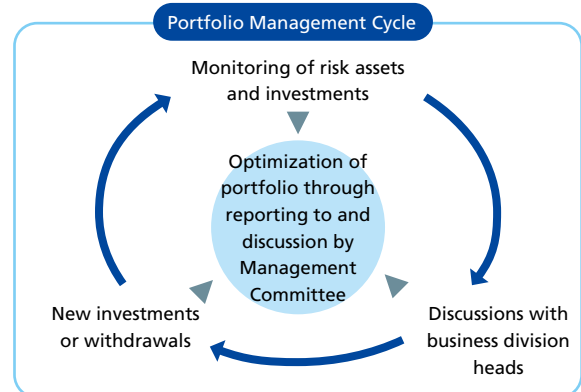 Portfolio Management Cycle
Monitoring of risk assets
and investments
Optimization of
portfolio through
reporting to and
discussion by
Management
Committee
New investments
or withdrawals
Discussions with
business division
heads